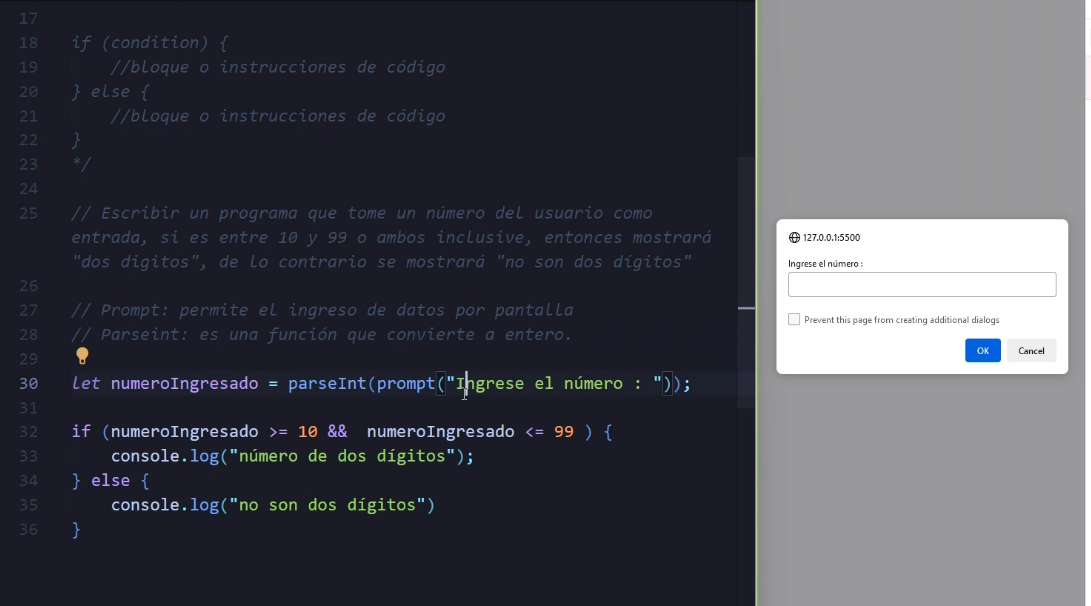 17
18 if (condition) {
19 //bloque o instrucciones de código
20 } else {
21 //bloque o instrucciones de código
22 }
23 */
24
25 // Escribir un programa que tome un número del usuario como
entrada, si es entre 10 y 99 o ambos inclusive, entonces mostrará
"dos digitos", de lo contrario se mostrará "no son dos dígitos"
26
27 // Prompt: permite el ingreso de datos por pantalla
28 // Parseint: es una función que convierte a entero.
29
30 let numeroIngresado = parseInt(prompt("Ingrese el número : "));
31
32 if (numeroIngresado >= 10 && numeroIngresado <= 99 ) {
33 console.log("número de dos dígitos");
34 } else {
35 console.log("no son dos dígitos")
36 }
127.0.0.1:5500
Ingrese el número :
Prevent this page from creating additional dialogs
OK Cancel